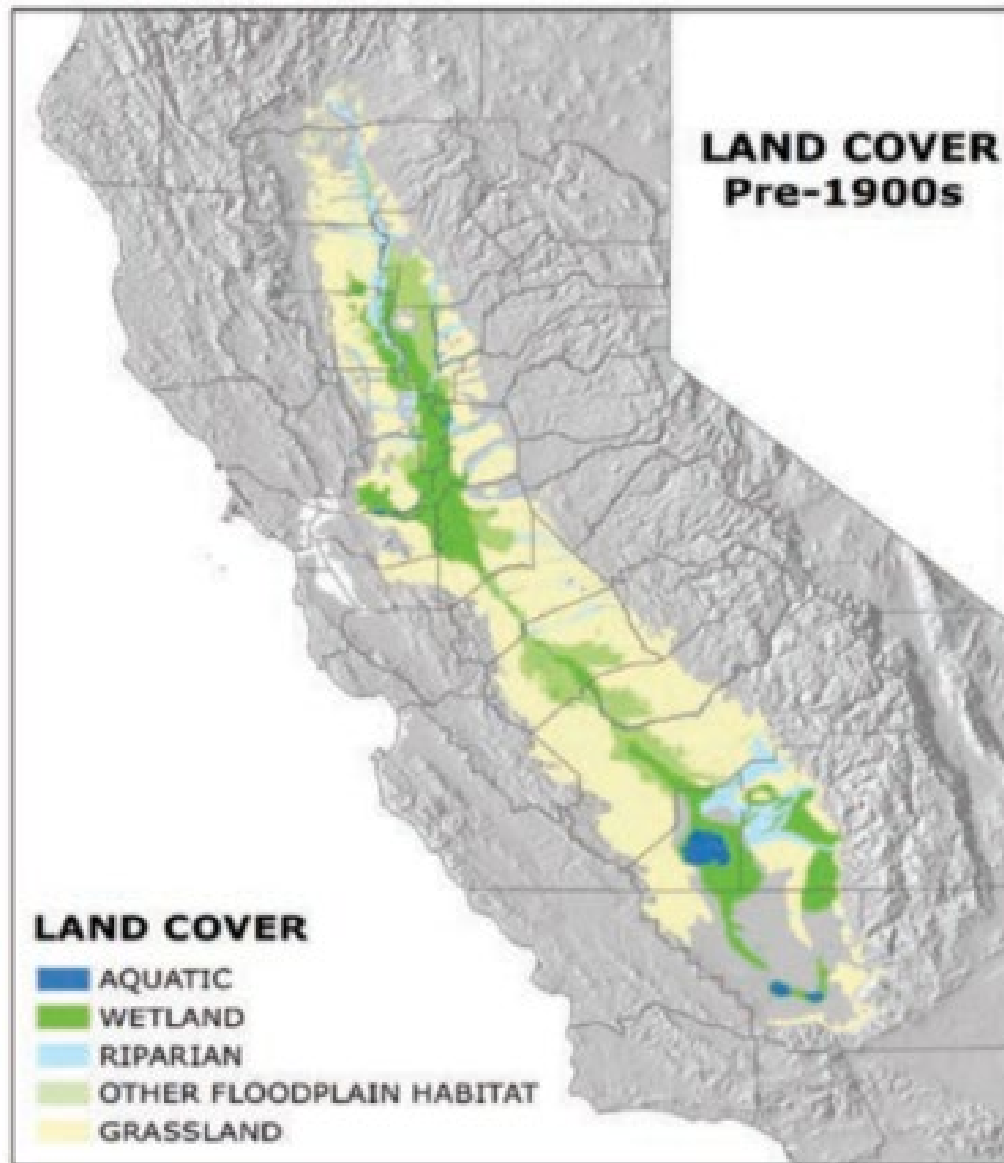 LAND COVER
Pre-1900s
LAND COVER
AQUATIC
WETLAND
RIPARIAN
OTHER FLOODPLAIN HABITAT
GRASSLAND